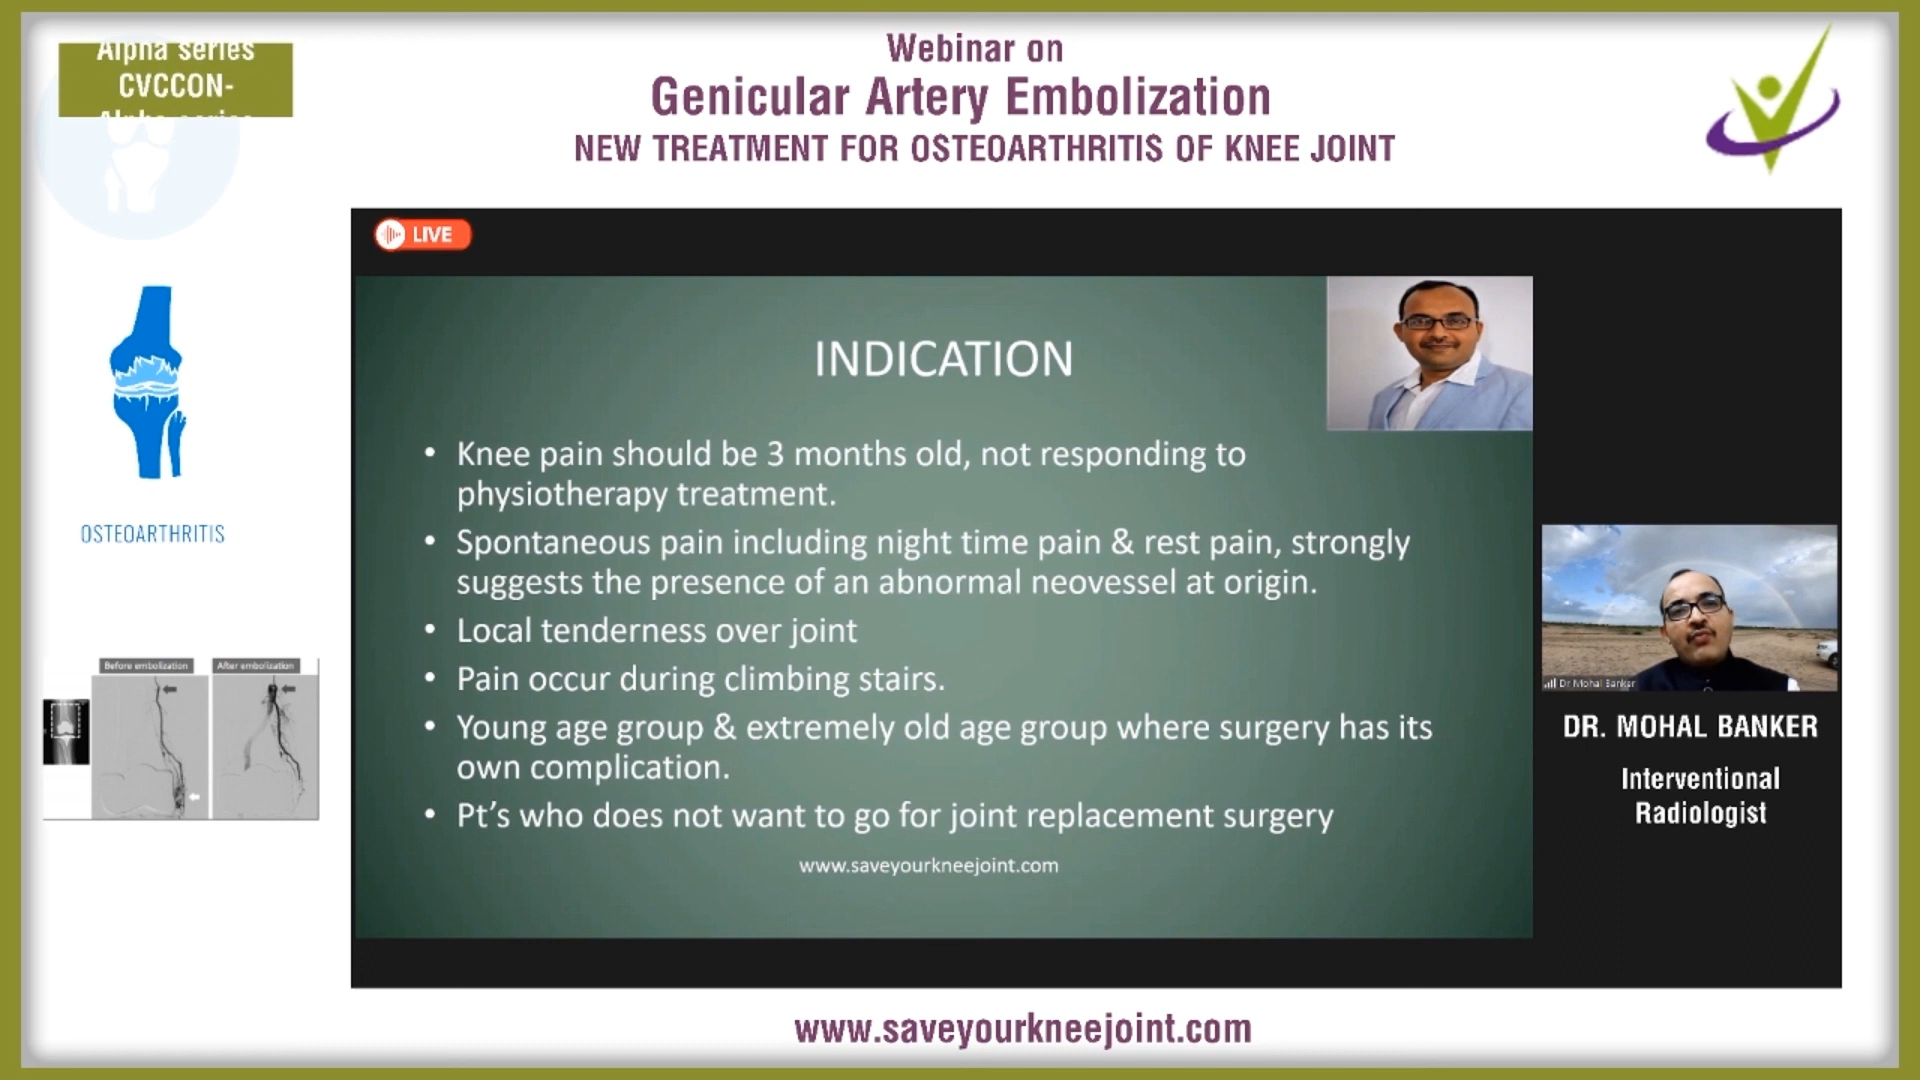 Alpha series
CVCCON-
Alpha series
Webinar on
Genicular Artery Embolization
NEW TREATMENT FOR OSTEOARTHRITIS OF KNEE JOINT
LIVE
INDICATION
• Knee pain should be 3 months old, not responding to
physiotherapy treatment.
• Spontaneous pain including night time pain & rest pain, strongly
suggests the presence of an abnormal neovessel at origin.
• Local tenderness over joint
• Pain occur during climbing stairs.
• Young age group & extremely old age group where surgery has its
own complication.
• Pt’s who does not want to go for joint replacement surgery
www.saveyourkneejoint.com
OSTEOARTHRITIS
Before embolization
After embolization
Dr Mohal Banker
DR. MOHAL BANKER
Interventional
Radiologist
www.saveyourkneejoint.com